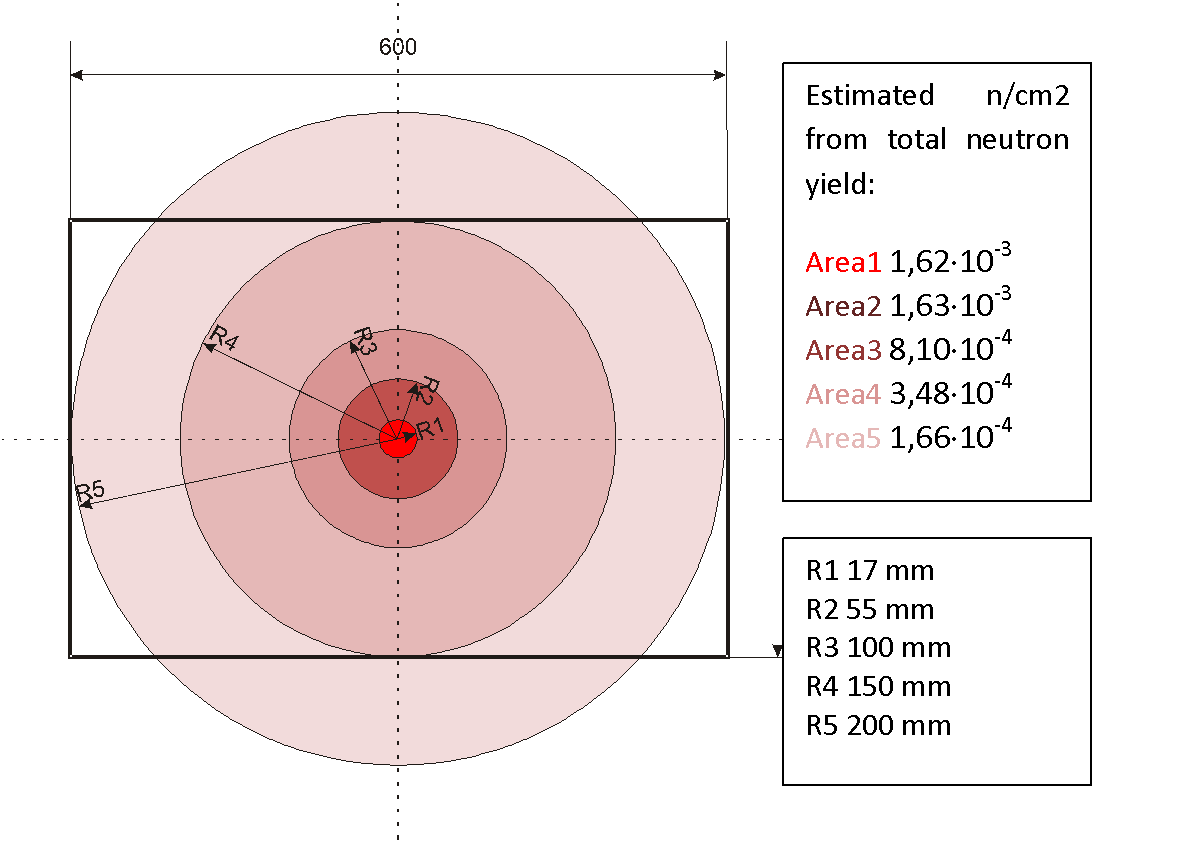 600
R4
R3
R2
R1
R5
Estimated n/cm2
from total neutron
yield:
Area1 1,62·10⁻³
Area2 1,63·10⁻³
Area3 8,10·10⁻⁴
Area4 3,48·10⁻⁴
Area5 1,66·10⁻⁴
R1 17 mm
R2 55 mm
R3 100 mm
R4 150 mm
R5 200 mm